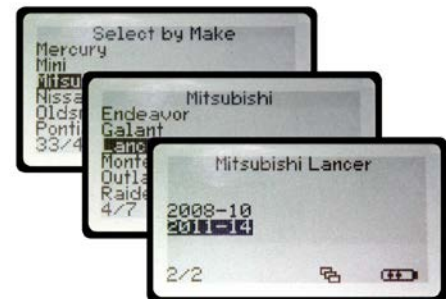 Select by Make
Mercury
Mini
Mitsu
Nissa
Olds
Ponti
33/4
Mitsubishi
Endeavor
Galant
Lanc
Monte
Outla
Raide
4/7
Mitsubishi Lancer
2008-10
2011-14
2/2